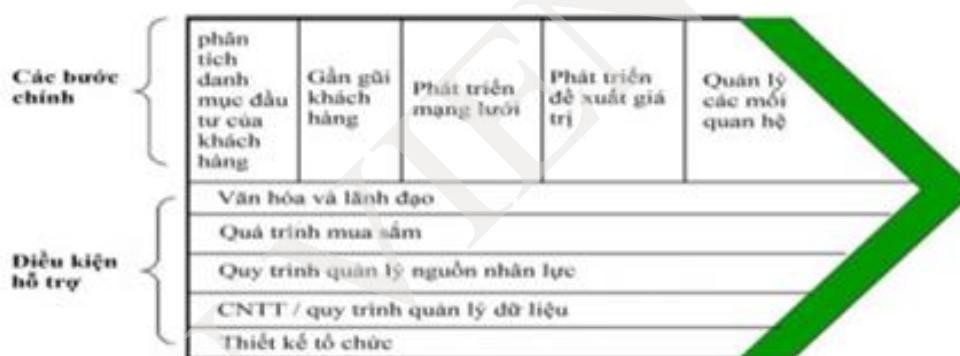 Các bước
chính
phân
tích
danh
mục đầu
tư của
khách
hàng
Gần gũi
khách
hàng
Phát triển
mạng lưới
Phát triển
đề xuất giá
trị
Quản lý
các mối
quan hệ
Điều kiện
hỗ trợ
Văn hóa và lãnh đạo
Quá trình mua sắm
Quy trình quản lý nguồn nhân lực
CNTT / quy trình quản lý dữ liệu
Thiết kế tổ chức